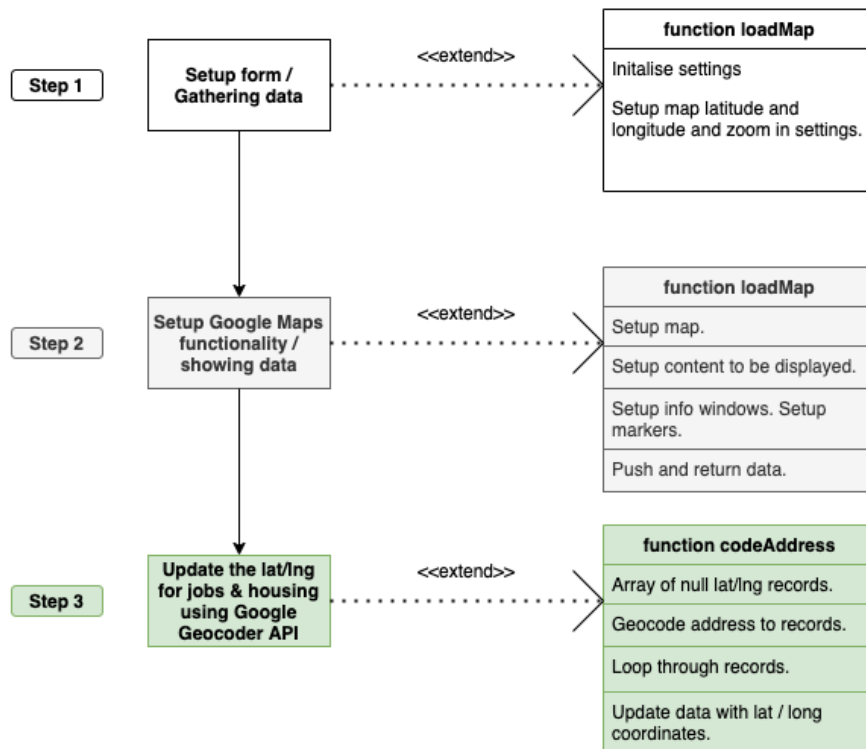 Step 1
Setup form /
Gathering data
<<extend>>
function loadMap
Initalise settings
Setup map latitude and
longitude and zoom in settings.
Step 2
Setup Google Maps
functionality /
showing data
<<extend>>
function loadMap
Setup map.
Setup content to be displayed.
Setup info windows. Setup
markers.
Push and return data.
Step 3
Update the lat/lng
for jobs & housing
using Google
Geocoder API
<<extend>>
function codeAddress
Array of null lat/lng records.
Geocode address to records.
Loop through records.
Update data with lat / long
coordinates.